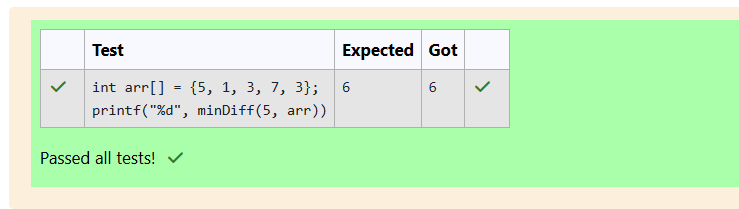 Test Expected Got
int arr[] = {5, 1, 3, 7, 3}; 6 6
printf("%d", minDiff(5, arr))
Passed all tests!